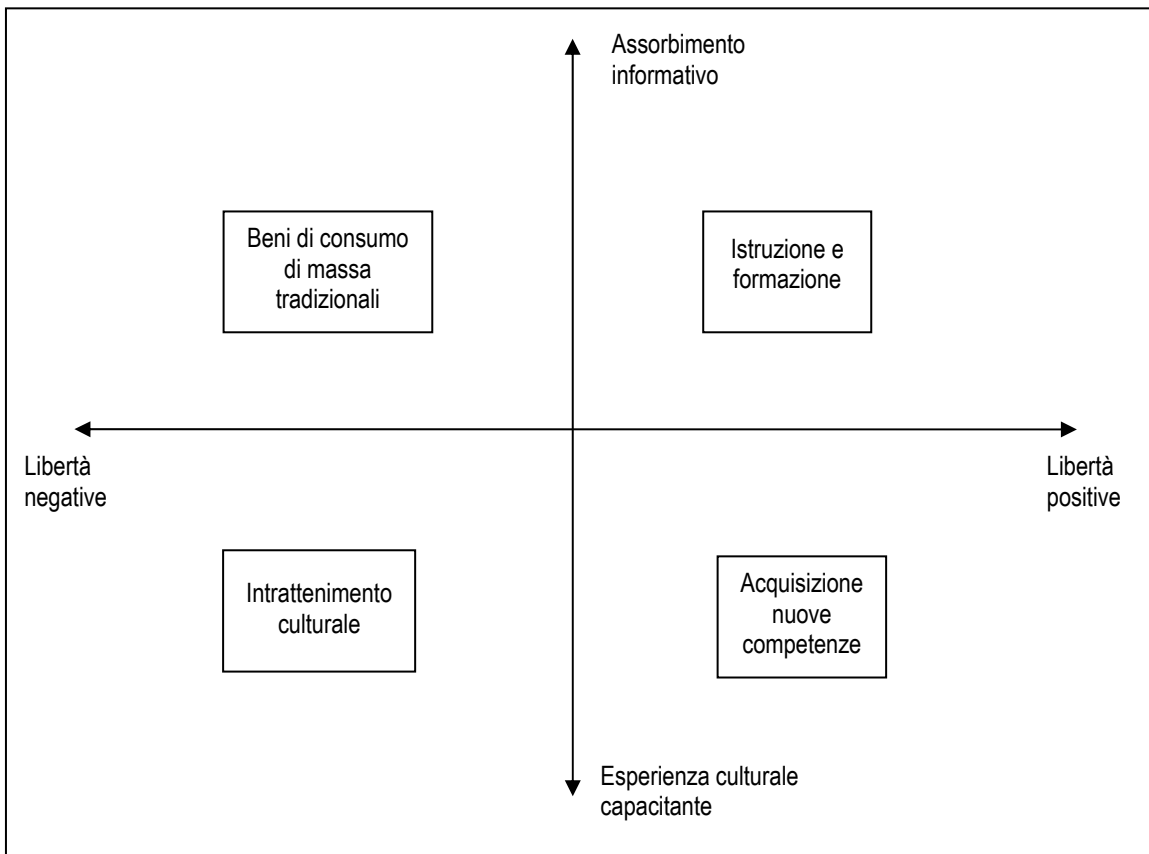 Assorbimento
informativo
Beni di consumo
di massa
tradizionali
Istruzione e
formazione
Libertà
negative
Libertà
positive
Intrattenimento
culturale
Acquisizione
nuove
competenze
Esperienza culturale
capacitante